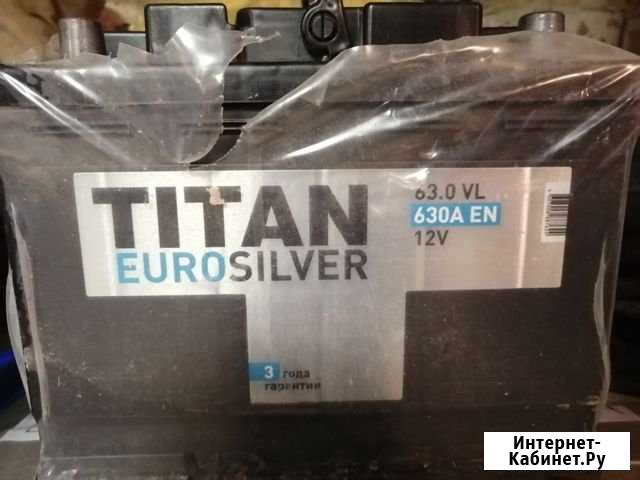 TITAN
EUROSILVER
63.0 VL
630A EN
12V
3 года
гарантии
Интернет-
Кабинет.Ру